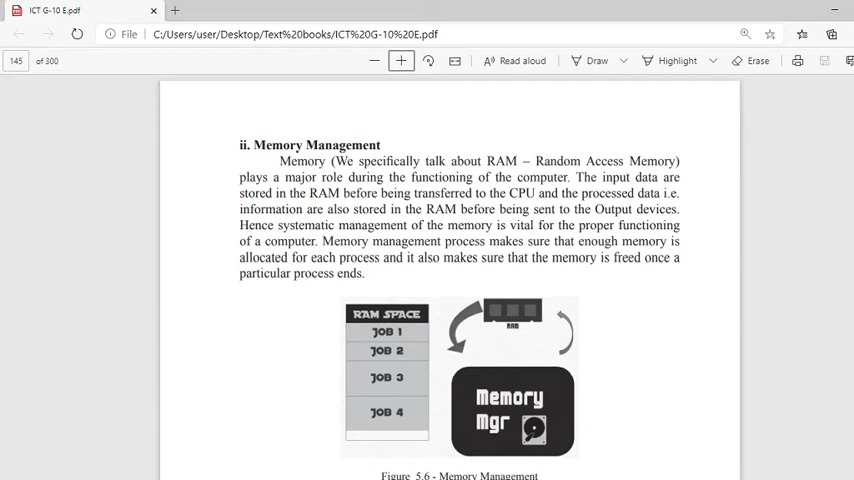 ICT G-10 E.pdf
File C:/Users/user/Desktop/Text%20books/ICT%20G-10%20E.pdf
145 of 300 Read aloud Draw Highlight Erase
ii. Memory Management
Memory (We specifically talk about RAM – Random Access Memory)
plays a major role during the functioning of the computer. The input data are
stored in the RAM before being transferred to the CPU and the processed data i.e.
information are also stored in the RAM before being sent to the Output devices.
Hence systematic management of the memory is vital for the proper functioning
of a computer. Memory management process makes sure that enough memory is
allocated for each process and it also makes sure that the memory is freed once a
particular process ends.
RAM SPACE
JOB 1
JOB 2
JOB 3
JOB 4
RAM
Memory
Mgr
Figure 5.6 - Memory Management